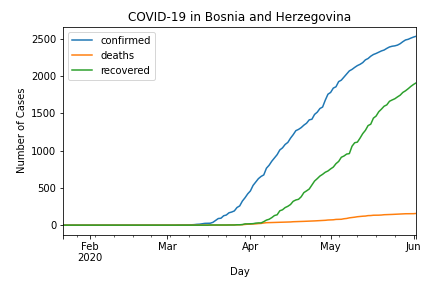 COVID-19 in Bosnia and Herzegovina
confirmed
deaths
recovered
Number of Cases
2500
2000
1500
1000
500
0
Feb
2020
Mar
Apr
May
Jun
Day